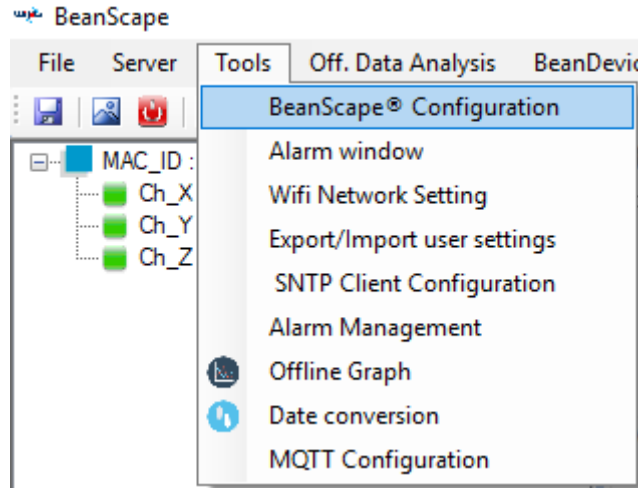 BeanScape
File Server Tools Off. Data Analysis BeanDevic
BeanScape® Configuration
Alarm window
Wifi Network Setting
Export/Import user settings
SNTP Client Configuration
Alarm Management
Offline Graph
Date conversion
MQTT Configuration
MAC_ID :
Ch_X
Ch_Y
Ch_Z